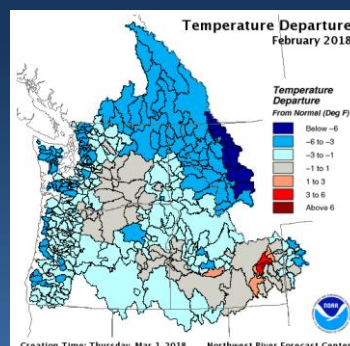 Temperature Departure
February 2018
Temperature
Departure
From Normal (Deg F)
Below -6
-6 to -3
-3 to -1
-1 to 1
1 to 3
3 to 6
Above 6
NOAA
Creation Time: Thursday, Mar 1, 2018 Northwest River Forecast Center